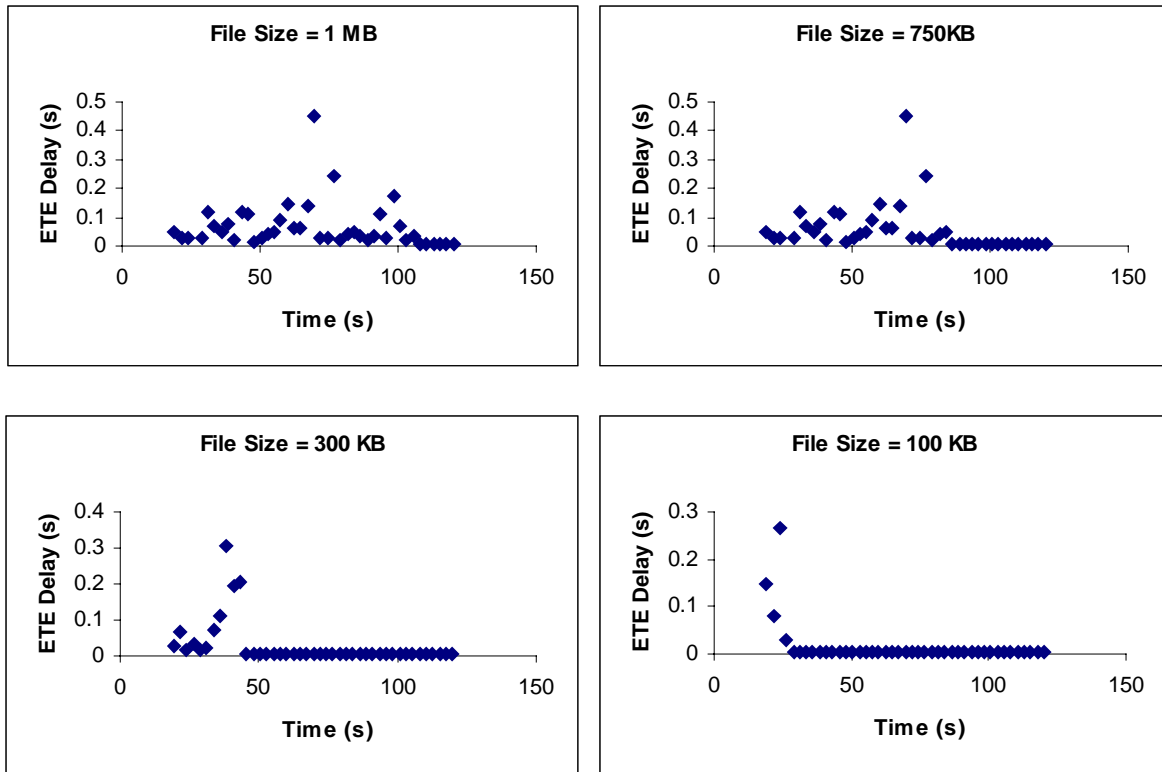 File Size = 1 MB
ETE Delay (s)
0.5
0.4
0.3
0.2
0.1
0
0 50 100 150
Time (s)
File Size = 750KB
ETE Delay (s)
0.5
0.4
0.3
0.2
0.1
0
0 50 100 150
Time (s)
File Size = 300 KB
ETE Delay (s)
0.4
0.3
0.2
0.1
0
0 50 100 150
Time (s)
File Size = 100 KB
ETE Delay (s)
0.3
0.2
0.1
0
0 50 100 150
Time (s)